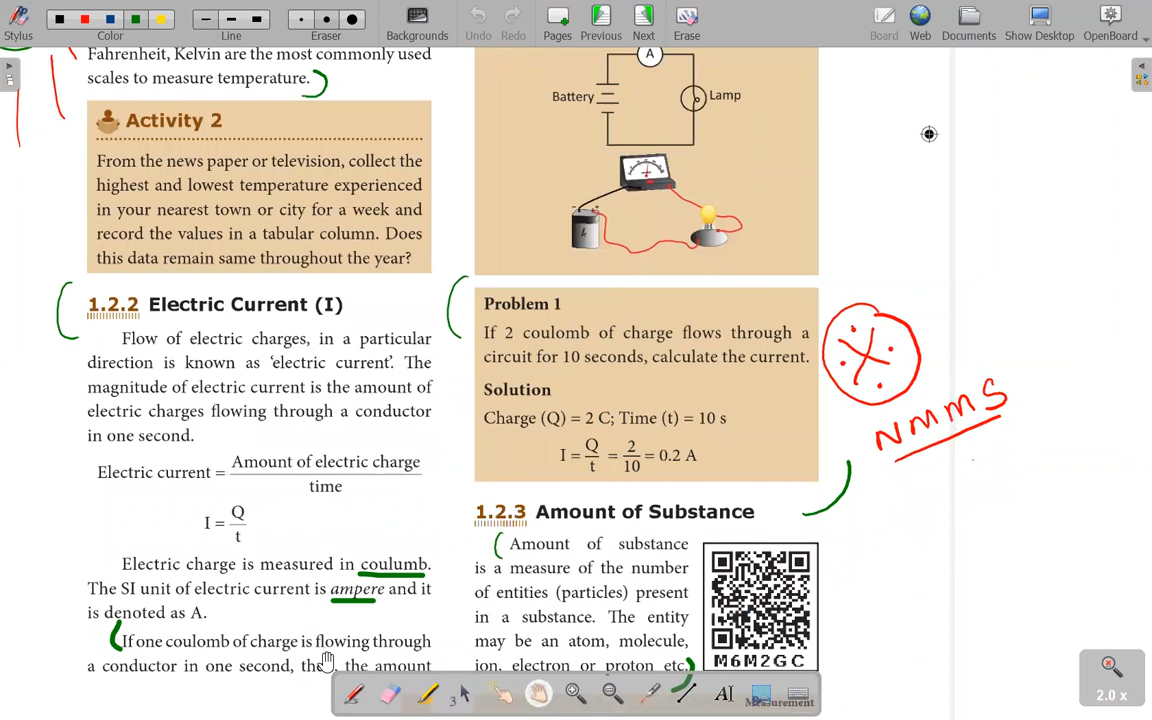 Stylus
Color
Line
Eraser
Backgrounds
Undo
Redo
Pages
Previous
Next
Erase
Board
Web
Documents
Show Desktop
OpenBoard
Fahrenheit, Kelvin are the most commonly used
scales to measure temperature.
Activity 2
From the news paper or television, collect the
highest and lowest temperature experienced
in your nearest town or city for a week and
record the values in a tabular column. Does
this data remain same throughout the year?
1.2.2 Electric Current (I)
Flow of electric charges, in a particular
direction is known as ‘electric current’. The
magnitude of electric current is the amount of
electric charges flowing through a conductor
in one second.
Electric current = Amount of electric charge / time
I = Q / t
Electric charge is measured in coulumb.
The SI unit of electric current is ampere and it
is denoted as A.
If one coulomb of charge is flowing through
a conductor in one second, the amount
A
Battery
Lamp
Problem 1
If 2 coulomb of charge flows through a
circuit for 10 seconds, calculate the current.
Solution
Charge (Q) = 2 C; Time (t) = 10 s
I = Q / t = 2 / 10 = 0.2 A
NMMS
1.2.3 Amount of Substance
Amount of substance
is a measure of the number
of entities (particles) present
in a substance. The entity
may be an atom, molecule,
ion, electron or proton etc.
M6M2GC
3
AI
Measurement
2.0 x